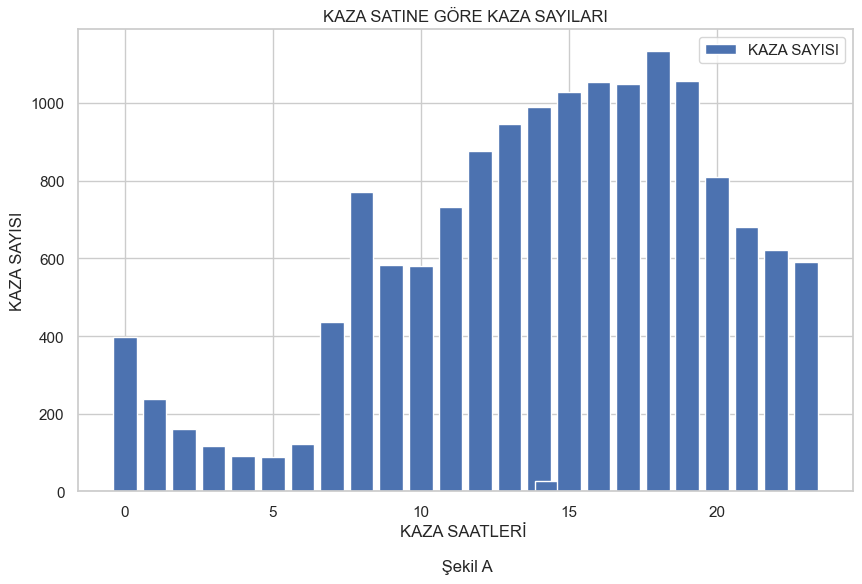 KAZA SATINE GÖRE KAZA SAYILARI
KAZA SAYISI
KAZA SAYISI
1000
800
600
400
200
0
0 5 10 15 20
KAZA SAATLERİ
Şekil A